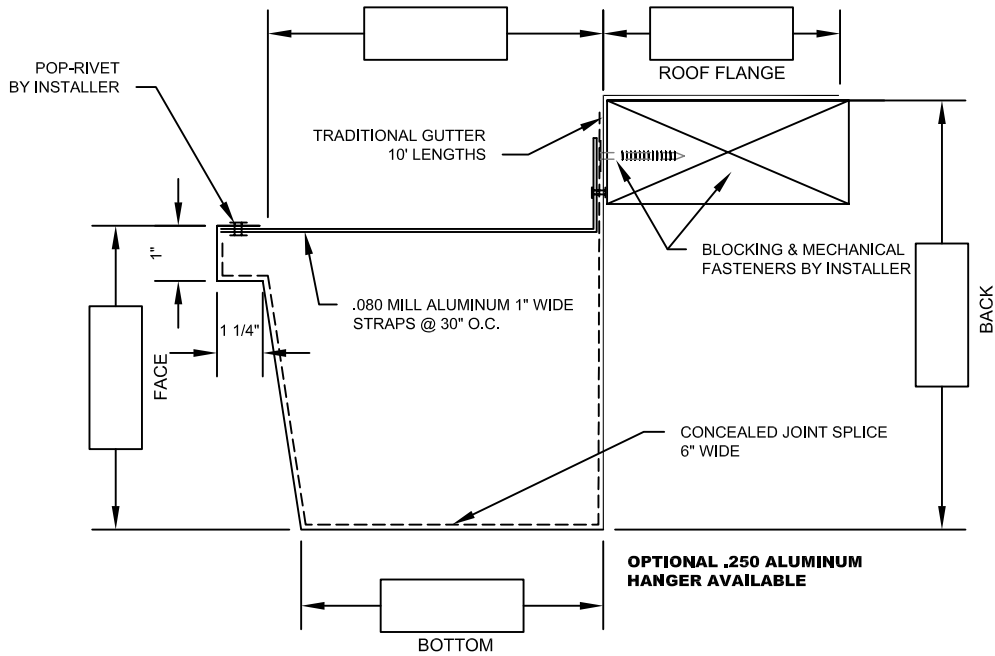 ROOF FLANGE
POP-RIVET
BY INSTALLER
TRADITIONAL GUTTER
10' LENGTHS
1"
BLOCKING & MECHANICAL
FASTENERS BY INSTALLER
.080 MILL ALUMINUM 1" WIDE
STRAPS @ 30" O.C.
1 1/4"
FACE
BACK
CONCEALED JOINT SPLICE
6" WIDE
OPTIONAL .250 ALUMINUM
HANGER AVAILABLE
BOTTOM